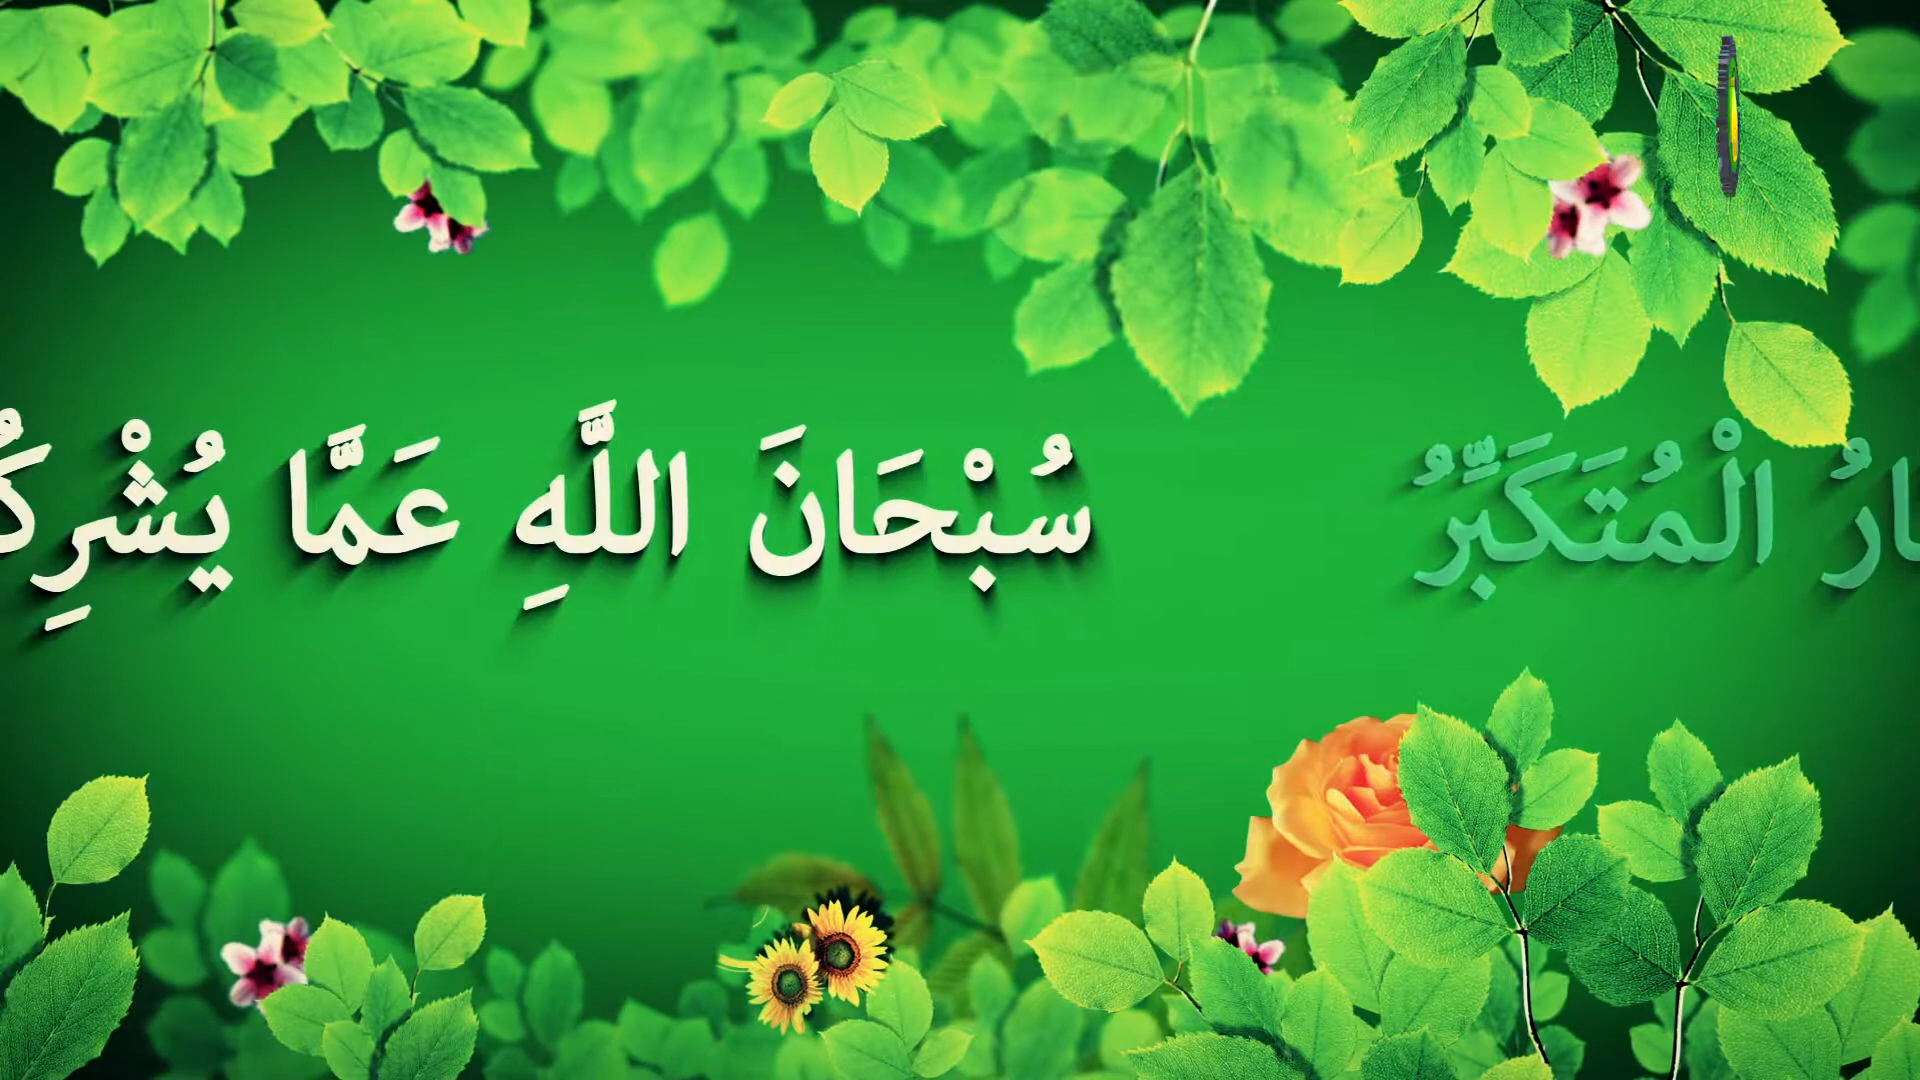 الْمُتَكَبِّرُ سُبْحَانَ اللَّهِ عَمَّا